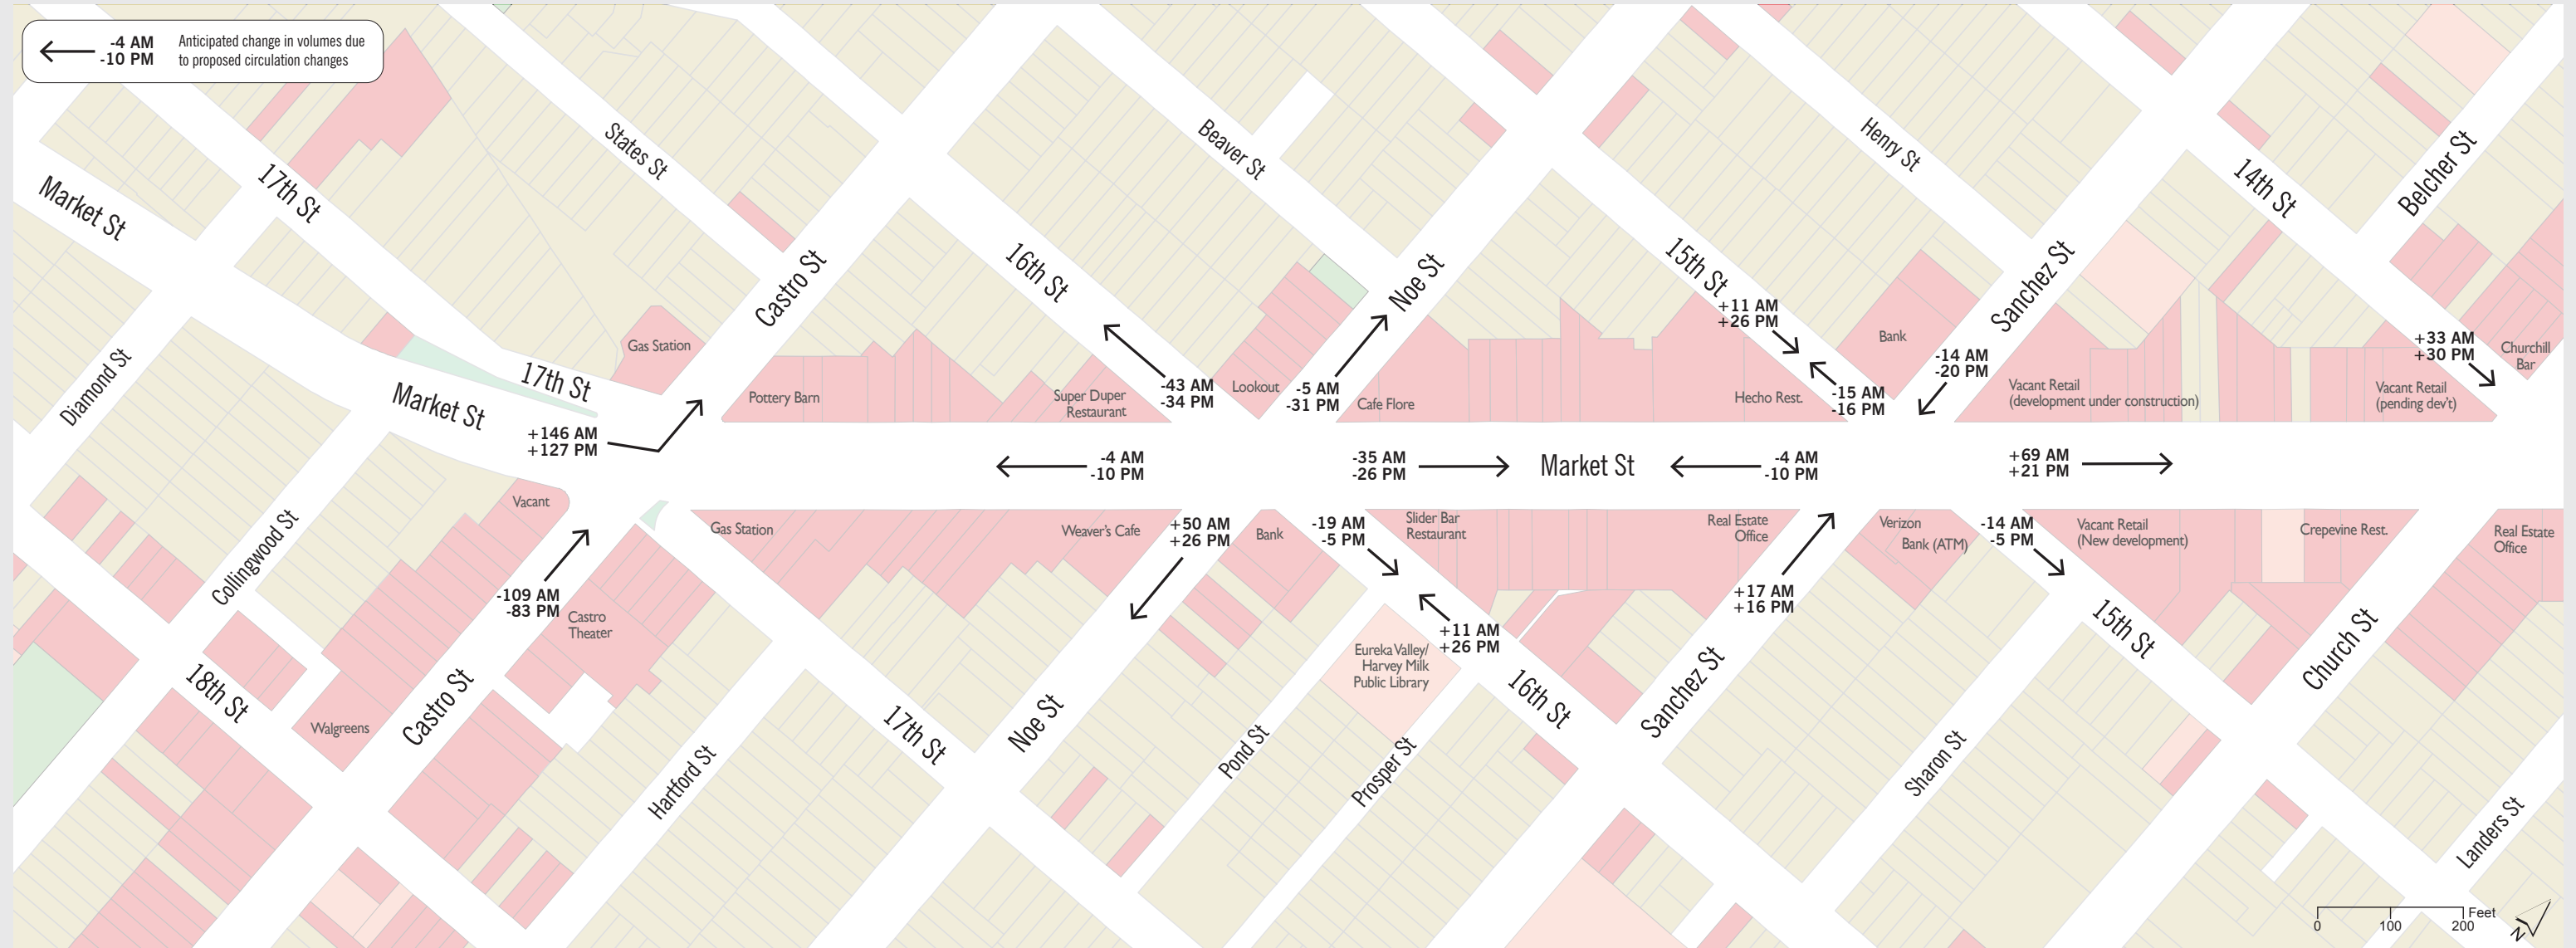 -4 AM
-10 PM
Anticipated change in volumes due
to proposed circulation changes
Market St
17th St
States St
Beaver St
Henry St
14th St
Belcher St
Castro St
16th St
Noe St
15th St
Sanchez St
+11 AM
+26 PM
Gas Station
Bank
-14 AM
-20 PM
+33 AM
+30 PM
Churchill
Bar
Diamond St
17th St
Market St
Pottery Barn
Super Duper
Restaurant
-43 AM
-34 PM
Lookout
-5 AM
-31 PM
Cafe Flore
Hecho Rest.
-15 AM
-16 PM
Vacant Retail
(development under construction)
Vacant Retail
(pending dev't)
+146 AM
+127 PM
-4 AM
-10 PM
-35 AM
-26 PM
Market St
-4 AM
-10 PM
+69 AM
+21 PM
Vacant
Gas Station
Weaver's Cafe
+50 AM
+26 PM
Bank
-19 AM
-5 PM
Slider Bar
Restaurant
Real Estate
Office
Verizon
Bank (ATM)
-14 AM
-5 PM
Vacant Retail
(New development)
Crepevine Rest.
Real Estate
Office
Collingwood St
-109 AM
-83 PM
Castro
Theater
+17 AM
+16 PM
+11 AM
+26 PM
Eureka Valley/
Harvey Milk
Public Library
15th St
Church St
18th St
Walgreens
Castro St
Hartford St
17th St
Noe St
Pond St
Prosper St
16th St
Sanchez St
Sharon St
Landers St
0 100 200 Feet
N